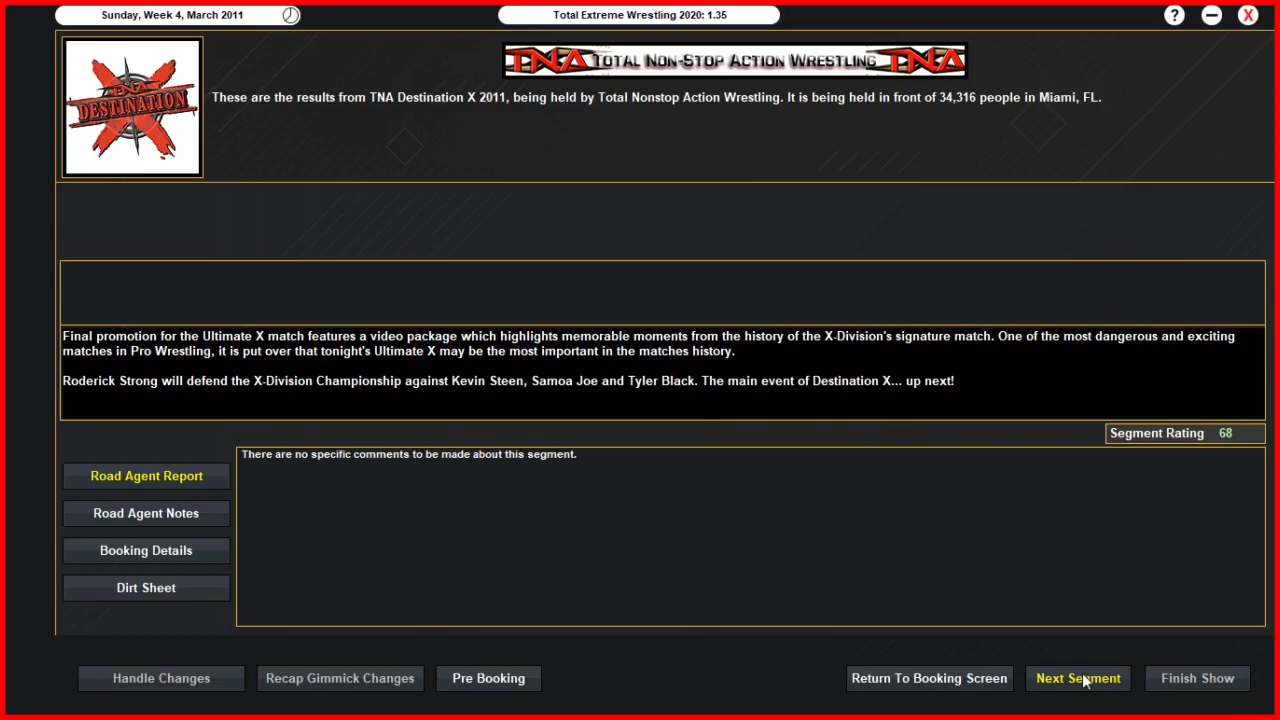 Sunday, Week 4, March 2011
Total Extreme Wrestling 2020: 1.35
?
X
TNA
DESTINATION
X
TNA TOTAL NON-STOP ACTION WRESTLING TNA
These are the results from TNA Destination X 2011, being held by Total Nonstop Action Wrestling. It is being held in front of 34,316 people in Miami, FL.
Final promotion for the Ultimate X match features a video package which highlights memorable moments from the history of the X-Division's signature match. One of the most dangerous and exciting
matches in Pro Wrestling, it is put over that tonight's Ultimate X may be the most important in the matches history.
Roderick Strong will defend the X-Division Championship against Kevin Steen, Samoa Joe and Tyler Black. The main event of Destination X... up next!
Segment Rating 68
There are no specific comments to be made about this segment.
Road Agent Report
Road Agent Notes
Booking Details
Dirt Sheet
Handle Changes
Recap Gimmick Changes
Pre Booking
Return To Booking Screen
Next Segment
Finish Show